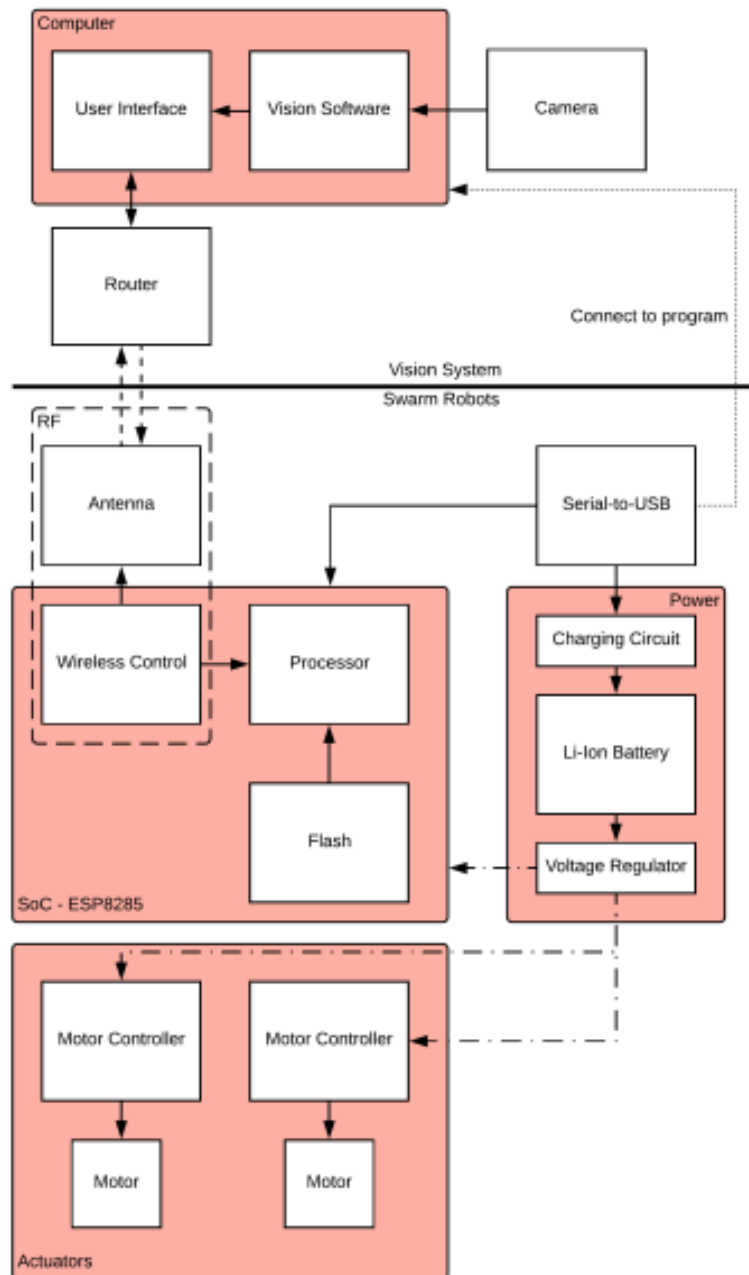 Computer
User Interface
Vision Software
Camera
Router
Connect to program
Vision System
Swarm Robots
RF
Antenna
Serial-to-USB
Power
Wireless Control
Processor
Charging Circuit
Li-Ion Battery
Flash
Voltage Regulator
SoC - ESP8285
Motor Controller
Motor Controller
Motor
Motor
Actuators